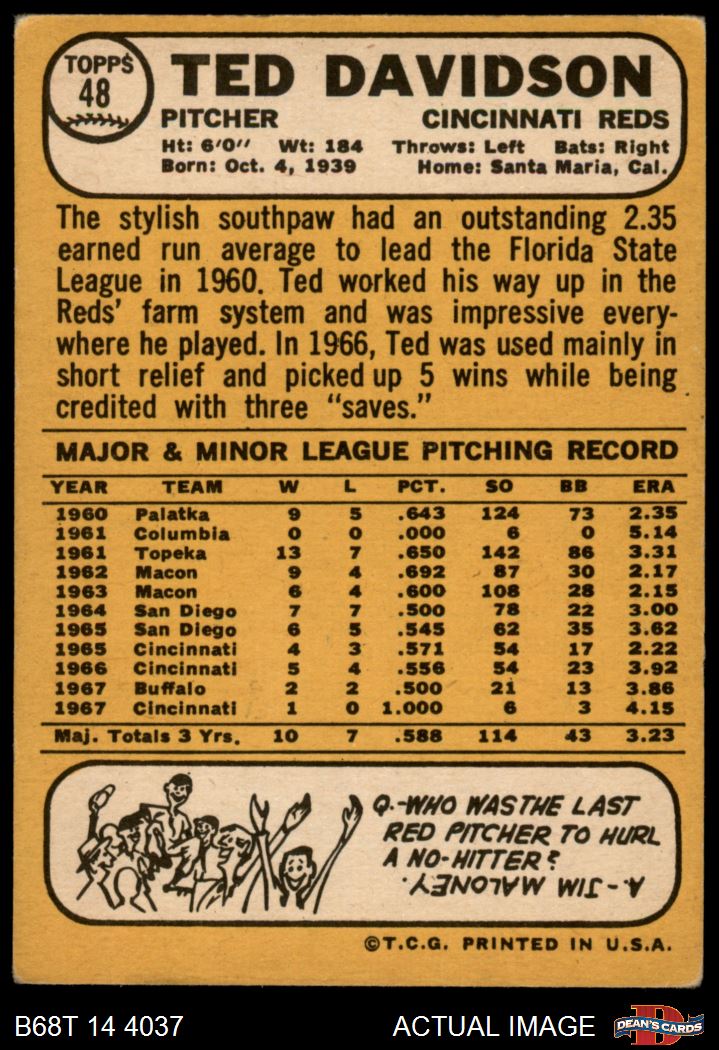 TOPPS
48
TED DAVIDSON
PITCHER CINCINNATI REDS
Ht: 6'0" Wt: 184 Throws: Left Bats: Right
Born: Oct. 4, 1939 Home: Santa Maria, Cal.
The stylish southpaw had an outstanding 2.35
earned run average to lead the Florida State
League in 1960. Ted worked his way up in the
Reds' farm system and was impressive every-
where he played. In 1966, Ted was used mainly in
short relief and picked up 5 wins while being
credited with three "saves."
MAJOR & MINOR LEAGUE PITCHING RECORD
YEAR TEAM W L PCT. SO BB ERA
1960 Palatka 9 5 .643 124 73 2.35
1961 Columbia 0 0 .000 6 0 5.14
1961 Topeka 13 7 .650 142 86 3.31
1962 Macon 9 4 .692 87 30 2.17
1963 Macon 6 4 .600 108 28 2.15
1964 San Diego 7 7 .500 78 22 3.00
1965 San Diego 6 5 .545 62 35 3.62
1965 Cincinnati 4 3 .571 54 17 2.22
1966 Cincinnati 5 4 .556 54 23 3.92
1967 Buffalo 2 2 .500 21 13 3.86
1967 Cincinnati 1 0 1.000 6 3 4.15
Maj. Totals 3 Yrs. 10 7 .588 114 43 3.23
Q.-WHO WAS THE LAST
RED PITCHER TO HURL
A NO-HITTER?
A.-JIM MALONEY.
©T.C.G. PRINTED IN U.S.A.
B68T 14 4037 ACTUAL IMAGE D DEAN'S CARDS